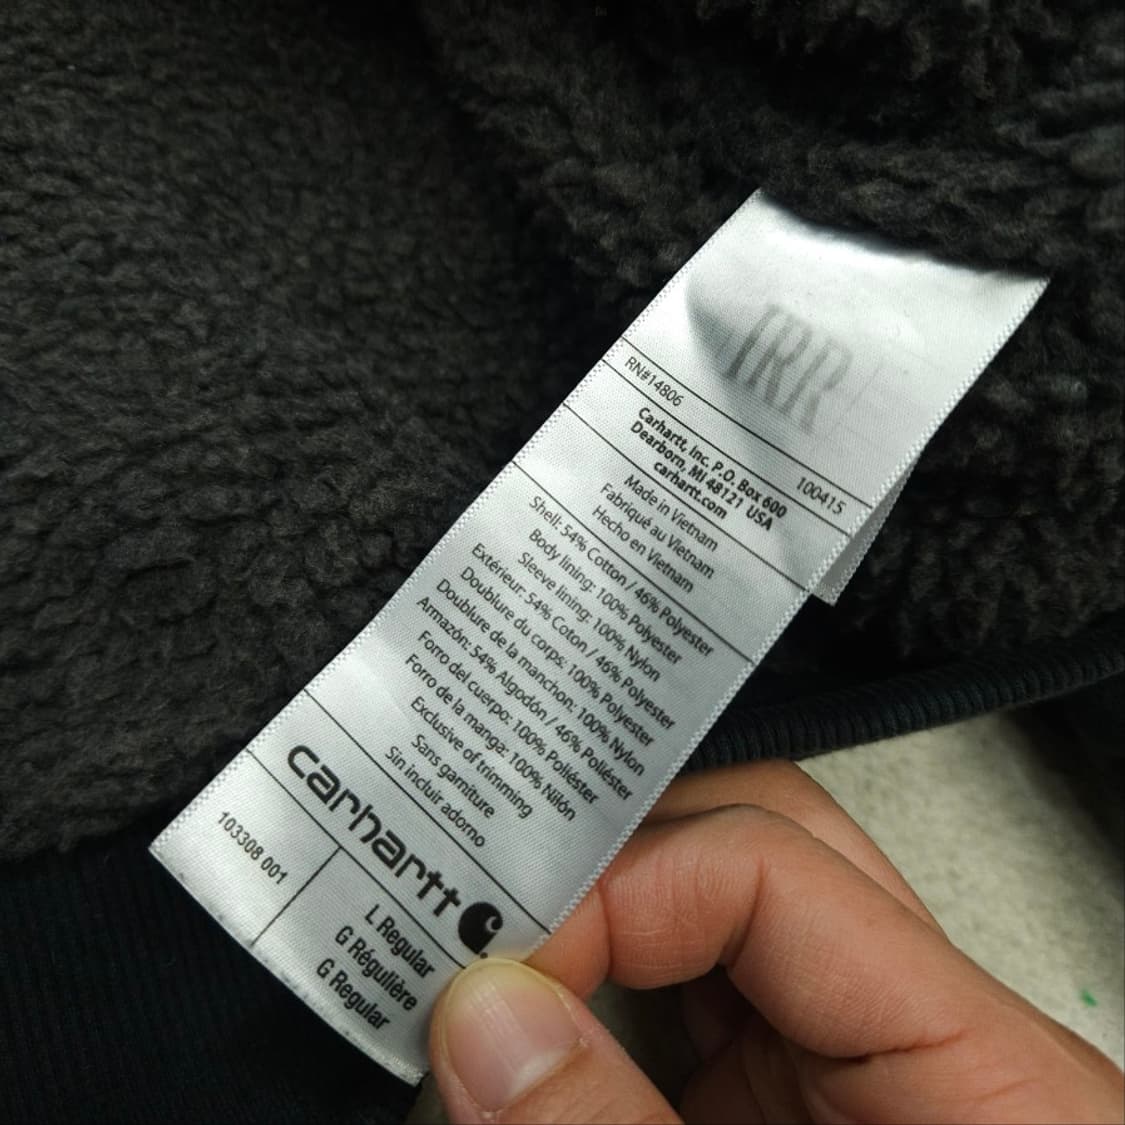 IRR
RN#14806 100415
Carhartt, Inc. P.O. Box 600
Dearborn, MI 48121 USA
carhartt.com
Made in Vietnam
Fabriqué au Vietnam
Hecho en Vietnam
Shell: 54% Cotton / 46% Polyester
Body lining: 100% Polyester
Sleeve lining: 100% Nylon
Extérieur: 54% Coton / 46% Polyester
Doublure du corps: 100% Polyester
Doublure de la manchon: 100% Nylon
Armazón: 54% Algodón / 46% Poliéster
Forro del cuerpo: 100% Poliéster
Forro de la manga: 100% Nilón
Exclusive of trimming
Sans garniture
Sin incluir adorno
carhartt
103308 001
L Regular
G Régulière
G Regular